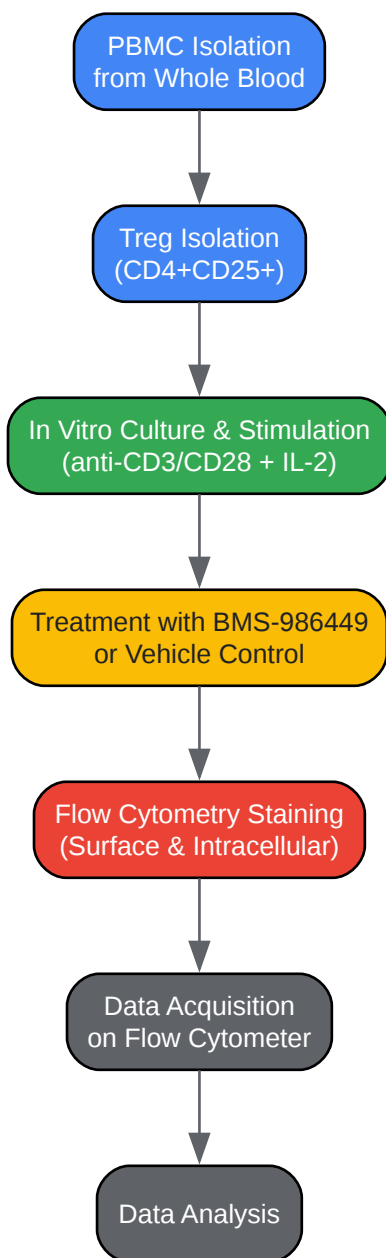 PBMC Isolation
from Whole Blood
Treg Isolation
(CD4+CD25+)
In Vitro Culture & Stimulation
(anti-CD3/CD28 + IL-2)
Treatment with BMS-986449
or Vehicle Control
Flow Cytometry Staining
(Surface & Intracellular)
Data Acquisition
on Flow Cytometer
Data Analysis